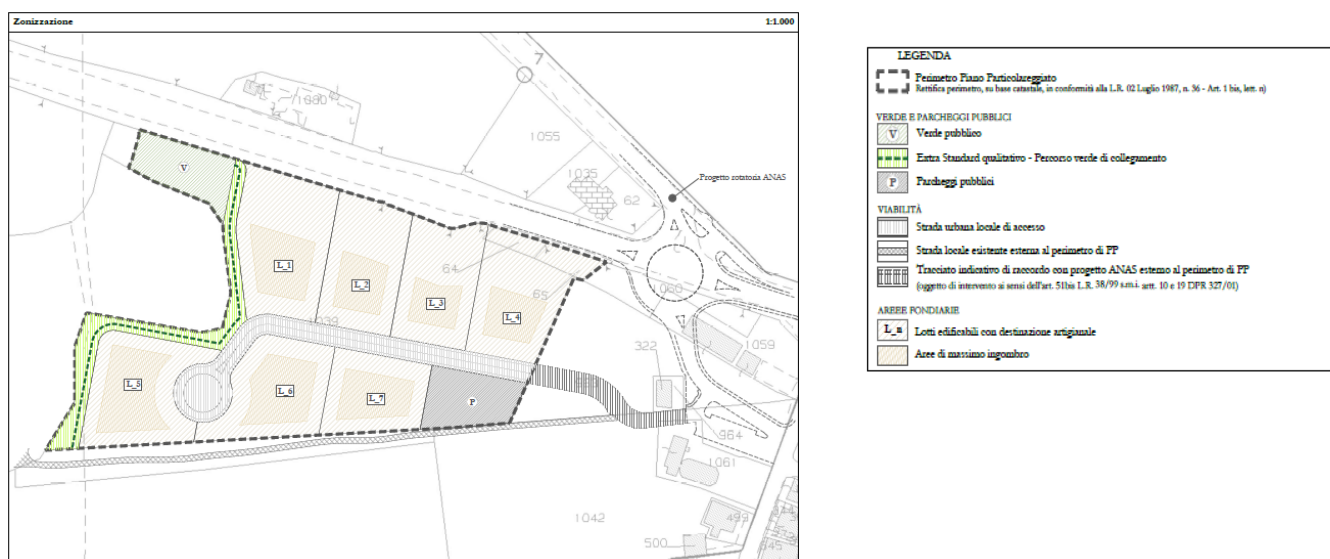 Zonizzazione
1:1.000
7
1080
1055
1035
62
Progetto rotatoria ANAS
V
64
65
1060
L_1
L_2
L_3
L_4
1039
322
1059
L_5
L_6
L_7
P
964
1061
1042
499
500
LEGENDA
Perimetro Piano Particolareggiato
Rettifica perimetro, su base catastale, in conformità alla L.R. 02 Luglio 1987, n. 36 - Art. 1 bis, lett. n)
VERDE E PARCHEGGI PUBBLICI
V Verde pubblico
Extra Standard qualitativo - Percorso verde di collegamento
P Parcheggi pubblici
VIABILITÀ
Strada urbana locale di accesso
Strada locale esistente esterna al perimetro di PP
Tracciato indicativo di raccordo con progetto ANAS esterno al perimetro di PP
(oggetto di intervento ai sensi dell'art. 51bis L.R. 38/99 s.m.i. artt. 10 e 19 DPR 327/01)
AREEE FONDIARIE
L_n Lotti edificabili con destinazione artigianale
Aree di massimo ingombro